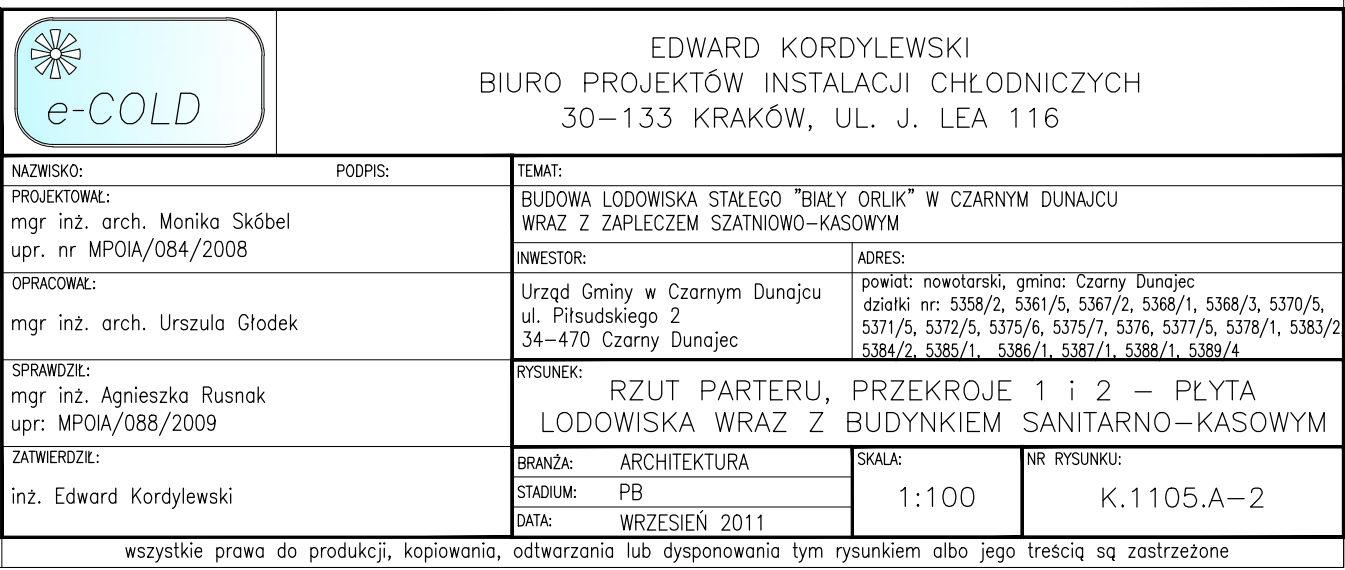 e-COLD
EDWARD KORDYLEWSKI
BIURO PROJEKTÓW INSTALACJI CHŁODNICZYCH
30-133 KRAKÓW, UL. J. LEA 116
NAZWISKO: PODPIS:
PROJEKTOWAŁ:
mgr inż. arch. Monika Skóbel
upr. nr MPOIA/084/2008
OPRACOWAŁ:
mgr inż. arch. Urszula Głodek
SPRAWDZIŁ:
mgr inż. Agnieszka Rusnak
upr: MPOIA/088/2009
ZATWIERDZIŁ:
inż. Edward Kordylewski
TEMAT:
BUDOWA LODOWISKA STAŁEGO "BIAŁY ORLIK" W CZARNYM DUNAJCU
WRAZ Z ZAPLECZEM SZATNIOWO-KASOWYM
INWESTOR:
Urząd Gminy w Czarnym Dunajcu
ul. Piłsudskiego 2
34-470 Czarny Dunajec
ADRES:
powiat: nowotarski, gmina: Czarny Dunajec
działki nr: 5358/2, 5361/5, 5367/2, 5368/1, 5368/3, 5370/5,
5371/5, 5372/5, 5375/6, 5375/7, 5376, 5377/5, 5378/1, 5383/2
5384/2, 5385/1, 5386/1, 5387/1, 5388/1, 5389/4
RYSUNEK:
RZUT PARTERU, PRZEKROJE 1 i 2 - PŁYTA
LODOWISKA WRAZ Z BUDYNKIEM SANITARNO-KASOWYM
BRANŻA: ARCHITEKTURA
STADIUM: PB
DATA: WRZESIEŃ 2011
SKALA:
1:100
NR RYSUNKU:
K.1105.A-2
wszystkie prawa do produkcji, kopiowania, odtwarzania lub dysponowania tym rysunkiem albo jego treścią są zastrzeżone